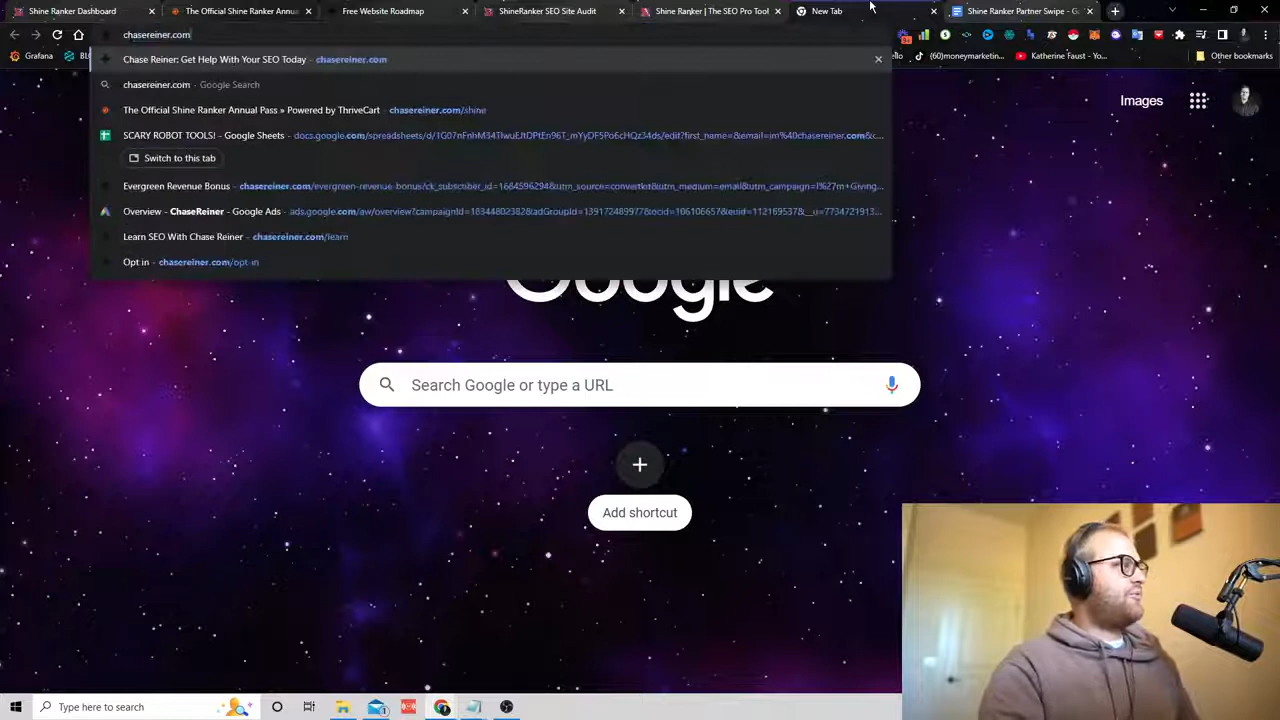 Shine Ranker Dashboard
The Official Shine Ranker Annua
Free Website Roadmap
ShineRanker SEO Site Audit
Shine Ranker | The SEO Pro Tool
New Tab
Shine Ranker Partner Swipe - Go
chasereiner.com
Grafana
Chase Reiner: Get Help With Your SEO Today - chasereiner.com
(60)moneymarketin...
Katherine Faust -...
Other bookmarks
chasereiner.com - Google Search
Images
The Official Shine Ranker Annual Pass » Powered by ThriveCart - chasereiner.com/shine
SCARY ROBOT TOOLS! - Google Sheets
Switch to this tab
Evergreen Revenue Bonus
Overview - ChaseReiner - Google Ads
Learn SEO With Chase Reiner - chasereiner.com/learn
Opt in - chasereiner.com/opt-in
Google
Search Google or type a URL
Add shortcut
Type here to search